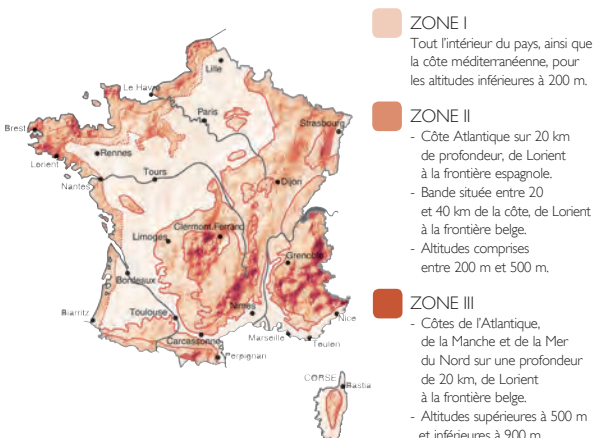 Lille
Le Havre
Paris
Strasbourg
Brest
Rennes
Lorient
Tours
Nantes
Dijon
Clermont.Ferrand
Limoges
Grenoble
Bordeaux
Nimes
Biarritz
Toulouse
Nice
Marseille
Toulon
Carcassonne
Perpignan
CORSE
Bastia
ZONE I
Tout l'intérieur du pays, ainsi que
la côte méditerranéenne, pour
les altitudes inférieures à 200 m.
ZONE II
- Côte Atlantique sur 20 km
de profondeur, de Lorient
à la frontière espagnole.
- Bande située entre 20
et 40 km de la côte, de Lorient
à la frontière belge.
- Altitudes comprises
entre 200 m et 500 m.
ZONE III
- Côtes de l'Atlantique,
de la Manche et de la Mer
du Nord sur une profondeur
de 20 km, de Lorient
à la frontière belge.
- Altitudes supérieures à 500 m
et inférieures à 900 m